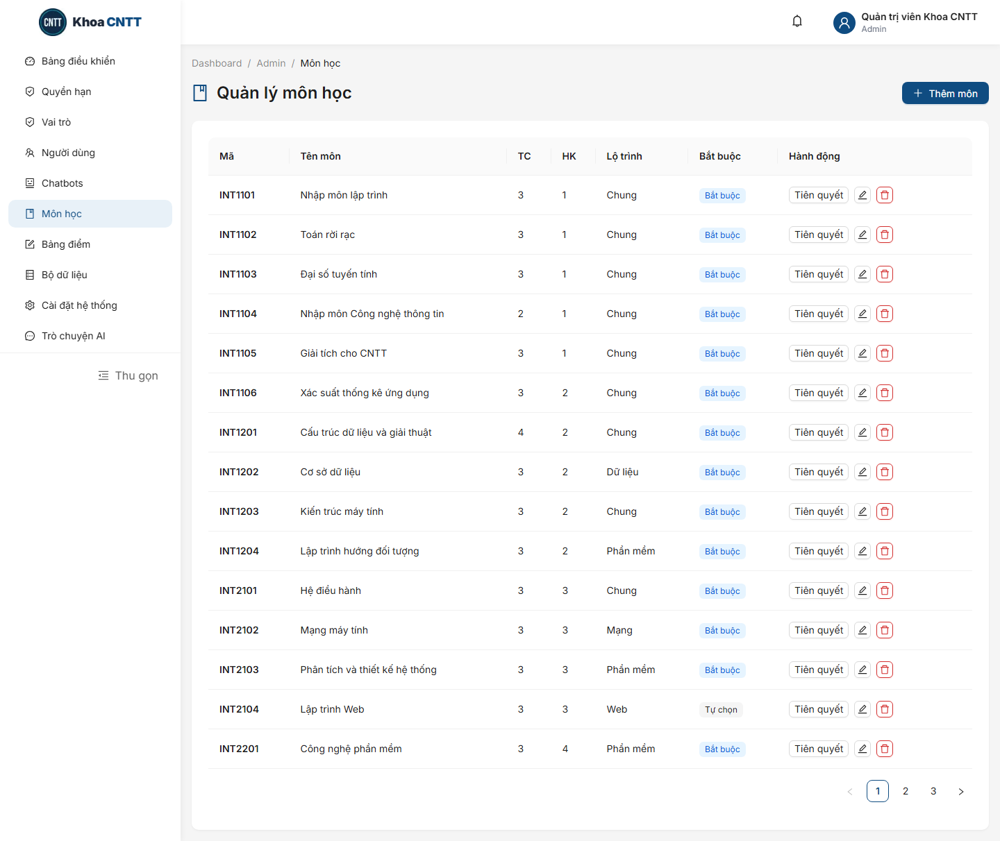 CNTT Khoa CNTT
Quản trị viên Khoa CNTT
Admin
Bảng điều khiển
Quyền hạn
Vai trò
Người dùng
Chatbots
Môn học
Bảng điểm
Bộ dữ liệu
Cài đặt hệ thống
Trò chuyện AI
Thu gọn
Dashboard / Admin / Môn học
Quản lý môn học
Thêm môn
Mã Tên môn TC HK Lộ trình Bắt buộc Hành động
INT1101 Nhập môn lập trình 3 1 Chung Bắt buộc Tiên quyết
INT1102 Toán rời rạc 3 1 Chung Bắt buộc Tiên quyết
INT1103 Đại số tuyến tính 3 1 Chung Bắt buộc Tiên quyết
INT1104 Nhập môn Công nghệ thông tin 2 1 Chung Bắt buộc Tiên quyết
INT1105 Giải tích cho CNTT 3 1 Chung Bắt buộc Tiên quyết
INT1106 Xác suất thống kê ứng dụng 3 2 Chung Bắt buộc Tiên quyết
INT1201 Cấu trúc dữ liệu và giải thuật 4 2 Chung Bắt buộc Tiên quyết
INT1202 Cơ sở dữ liệu 3 2 Dữ liệu Bắt buộc Tiên quyết
INT1203 Kiến trúc máy tính 3 2 Chung Bắt buộc Tiên quyết
INT1204 Lập trình hướng đối tượng 3 2 Phần mềm Bắt buộc Tiên quyết
INT2101 Hệ điều hành 3 3 Chung Bắt buộc Tiên quyết
INT2102 Mạng máy tính 3 3 Mạng Bắt buộc Tiên quyết
INT2103 Phân tích và thiết kế hệ thống 3 3 Phần mềm Bắt buộc Tiên quyết
INT2104 Lập trình Web 3 3 Web Tự chọn Tiên quyết
INT2201 Công nghệ phần mềm 3 4 Phần mềm Bắt buộc Tiên quyết
1 2 3